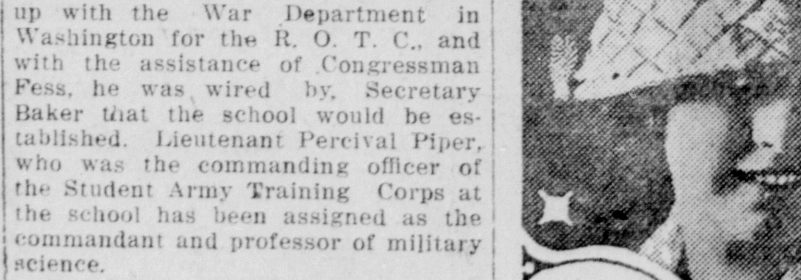 up with the War Department in
Washington for the R. O. T. C., and
with the assistance of Congressman
Fess, he was wired by, Secretary
Baker that the school would be es-
tablished. Lieutenant Percival Piper,
who was the commanding officer of
the Student Army Training Corps at
the school has been assigned as the
commandant and professor of military
science.